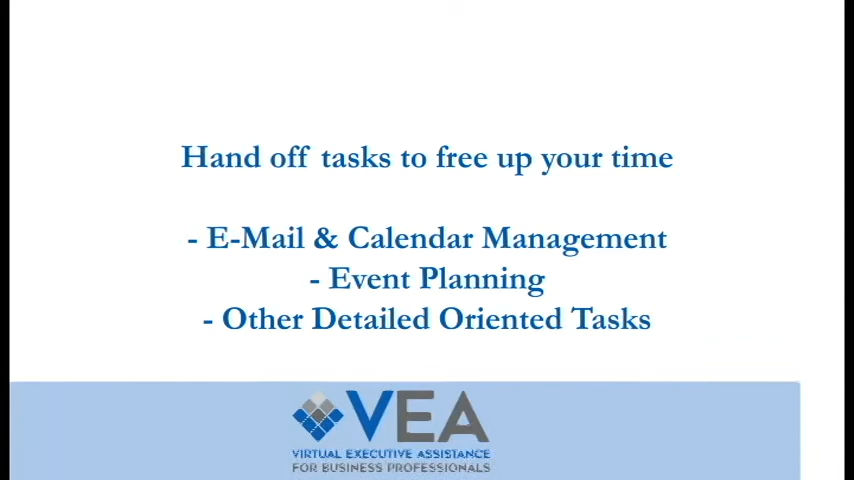 Hand off tasks to free up your time
- E-Mail & Calendar Management
- Event Planning
- Other Detailed Oriented Tasks
VEA
VIRTUAL EXECUTIVE ASSISTANCE
FOR BUSINESS PROFESSIONALS